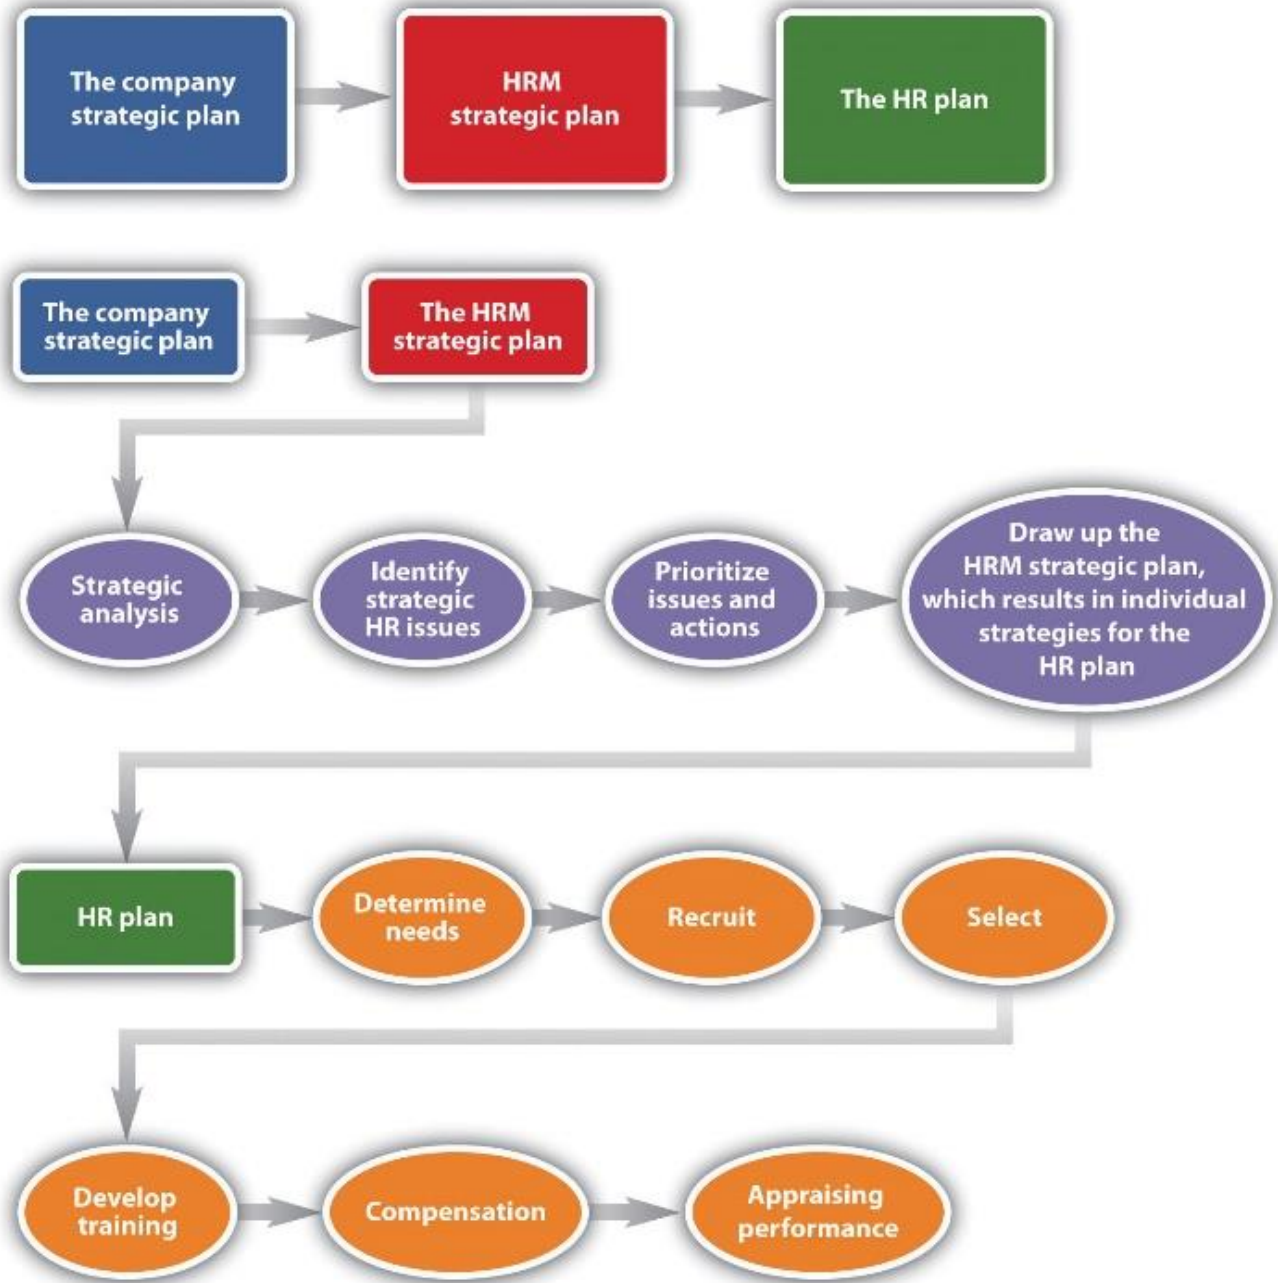 The company
strategic plan
HRM
strategic plan
The HR plan
The company
strategic plan
The HRM
strategic plan
Strategic
analysis
Identify
strategic
HR issues
Prioritize
issues and
actions
Draw up the
HRM strategic plan,
which results in individual
strategies for the
HR plan
HR plan
Determine
needs
Recruit
Select
Develop
training
Compensation
Appraising
performance